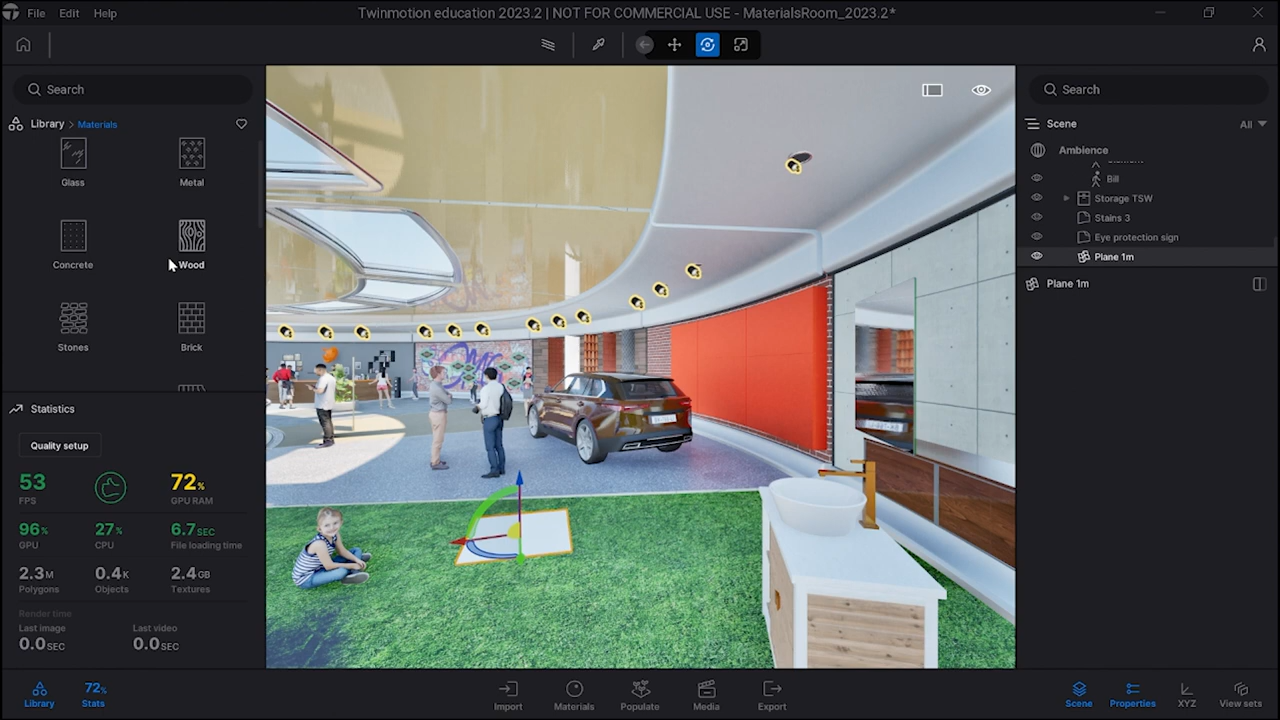 File Edit Help
Twinmotion education 2023.2 | NOT FOR COMMERCIAL USE - MaterialsRoom_2023.2*
Search
Library > Materials
Glass
Metal
Concrete
Wood
Stones
Brick
Statistics
Quality setup
53
FPS
72%
GPU RAM
96%
GPU
27%
CPU
6.7SEC
File loading time
2.3M
Polygons
0.4K
Objects
2.4GB
Textures
Render time
Last image
0.0SEC
Last video
0.0SEC
Search
Scene
All
Ambience
Bill
Storage TSW
Stains 3
Eye protection sign
Plane 1m
Plane 1m
Library
72%
Stats
Import
Materials
Populate
Media
Export
Scene
Properties
XYZ
View sets